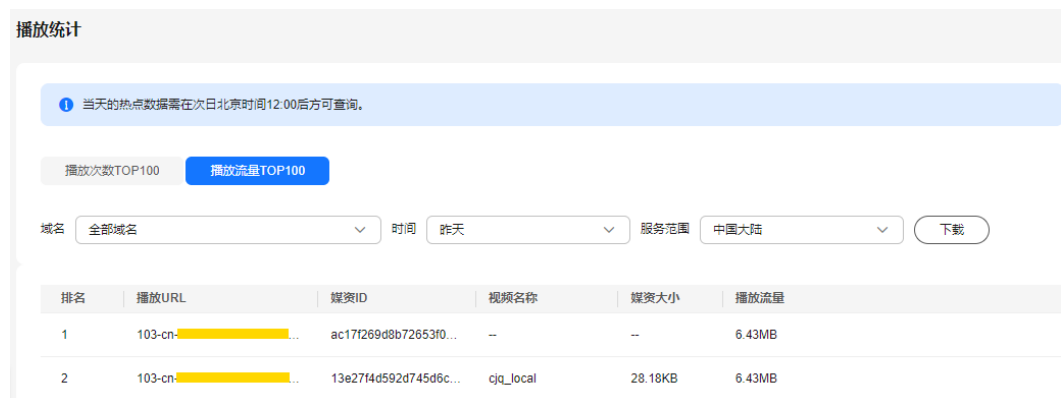 播放统计
当天的热点数据需在次日北京时间12:00后方可查询。
播放次数TOP100 播放流量TOP100
域名 全部域名 时间 昨天 服务范围 中国大陆 下载
排名 播放URL 媒资ID 视频名称 媒资大小 播放流量
1 103-cn-... ac17f269d8b72653f0... -- -- 6.43MB
2 103-cn-... 13e27f4d592d745d6c... cjq_local 28.18KB 6.43MB